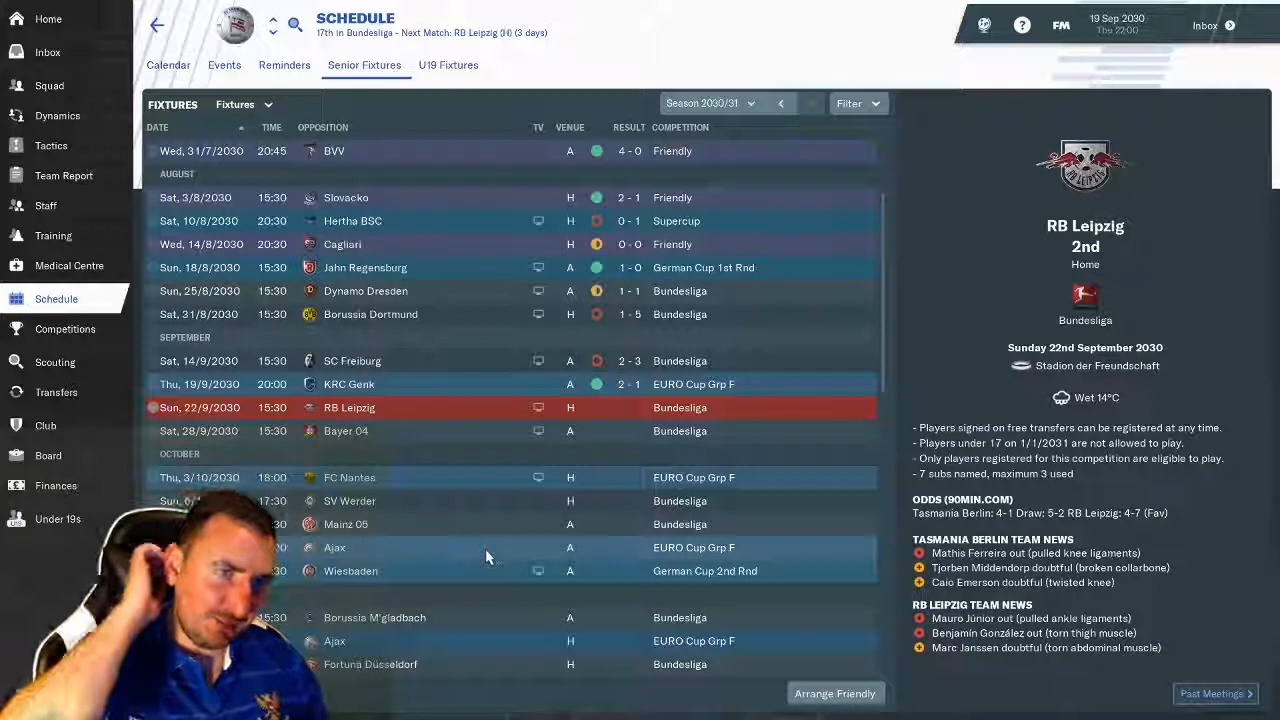 Home
Inbox
Squad
Dynamics
Tactics
Team Report
Staff
Training
Medical Centre
Schedule
Competitions
Scouting
Transfers
Club
Board
Finances
Under 19s
SCHEDULE
17th in Bundesliga - Next Match: RB Leipzig (H) (3 days)
FM
19 Sep 2030
Thu 22:00
Inbox
Calendar Events Reminders Senior Fixtures U19 Fixtures
FIXTURES Fixtures Season 2030/31 Filter
DATE TIME OPPOSITION TV VENUE RESULT COMPETITION
Wed, 31/7/2030 20:45 BVV A 4 - 0 Friendly
AUGUST
Sat, 3/8/2030 15:30 Slovacko H 2 - 1 Friendly
Sat, 10/8/2030 20:30 Hertha BSC H 0 - 1 Supercup
Wed, 14/8/2030 20:30 Cagliari H 0 - 0 Friendly
Sun, 18/8/2030 15:30 Jahn Regensburg A 1 - 0 German Cup 1st Rnd
Sun, 25/8/2030 15:30 Dynamo Dresden A 1 - 1 Bundesliga
Sat, 31/8/2030 15:30 Borussia Dortmund H 1 - 5 Bundesliga
SEPTEMBER
Sat, 14/9/2030 15:30 SC Freiburg A 2 - 3 Bundesliga
Thu, 19/9/2030 20:00 KRC Genk A 2 - 1 EURO Cup Grp F
Sun, 22/9/2030 15:30 RB Leipzig H Bundesliga
Sat, 28/9/2030 15:30 Bayer 04 A Bundesliga
OCTOBER
Thu, 3/10/2030 18:00 FC Nantes H EURO Cup Grp F
Sun, 17:30 SV Werder H Bundesliga
Mainz 05 A Bundesliga
Ajax A EURO Cup Grp F
Wiesbaden A German Cup 2nd Rnd
15:30 Borussia M'gladbach A Bundesliga
Ajax H EURO Cup Grp F
Fortuna Düsseldorf H Bundesliga
Arrange Friendly
RB LEIPZIG
RB Leipzig
2nd
Home
Bundesliga
Sunday 22nd September 2030
Stadion der Freundschaft
Wet 14°C
- Players signed on free transfers can be registered at any time.
- Players under 17 on 1/1/2031 are not allowed to play.
- Only players registered for this competition are eligible to play.
- 7 subs named, maximum 3 used
ODDS (90MIN.COM)
Tasmania Berlin: 4-1 Draw: 5-2 RB Leipzig: 4-7 (Fav)
TASMANIA BERLIN TEAM NEWS
Mathis Ferreira out (pulled knee ligaments)
Tjorben Middendorp doubtful (broken collarbone)
Caio Emerson doubtful (twisted knee)
RB LEIPZIG TEAM NEWS
Mauro Júnior out (pulled ankle ligaments)
Benjamín González out (torn thigh muscle)
Marc Janssen doubtful (torn abdominal muscle)
Past Meetings